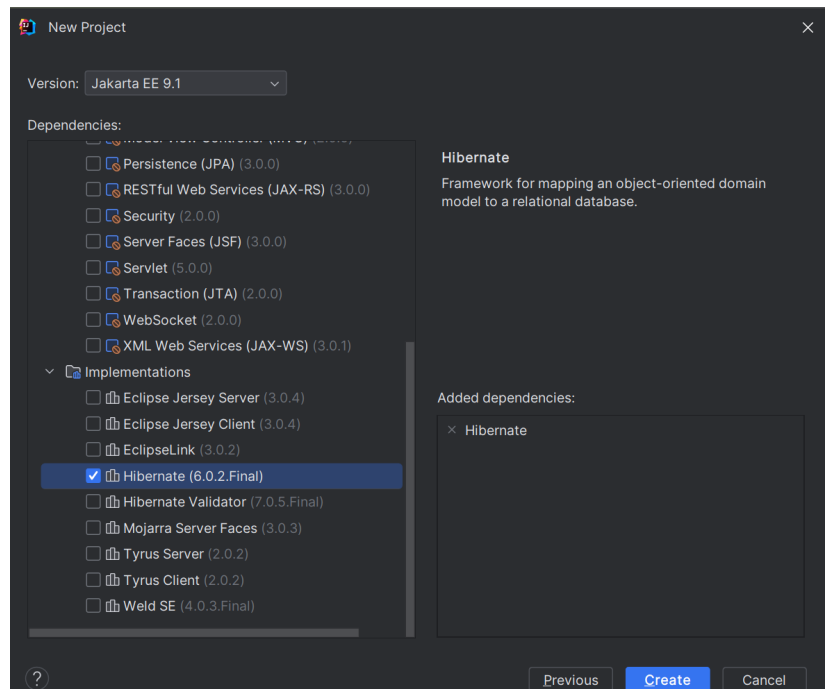 New Project
Version: Jakarta EE 9.1
Dependencies:
Persistence (JPA) (3.0.0)
RESTful Web Services (JAX-RS) (3.0.0)
Security (2.0.0)
Server Faces (JSF) (3.0.0)
Servlet (5.0.0)
Transaction (JTA) (2.0.0)
WebSocket (2.0.0)
XML Web Services (JAX-WS) (3.0.1)
Implementations
Eclipse Jersey Server (3.0.4)
Eclipse Jersey Client (3.0.4)
EclipseLink (3.0.2)
Hibernate (6.0.2.Final)
Hibernate Validator (7.0.5.Final)
Mojarra Server Faces (3.0.3)
Tyrus Server (2.0.2)
Tyrus Client (2.0.2)
Weld SE (4.0.3.Final)
Hibernate
Framework for mapping an object-oriented domain
model to a relational database.
Added dependencies:
Hibernate
?
Previous
Create
Cancel